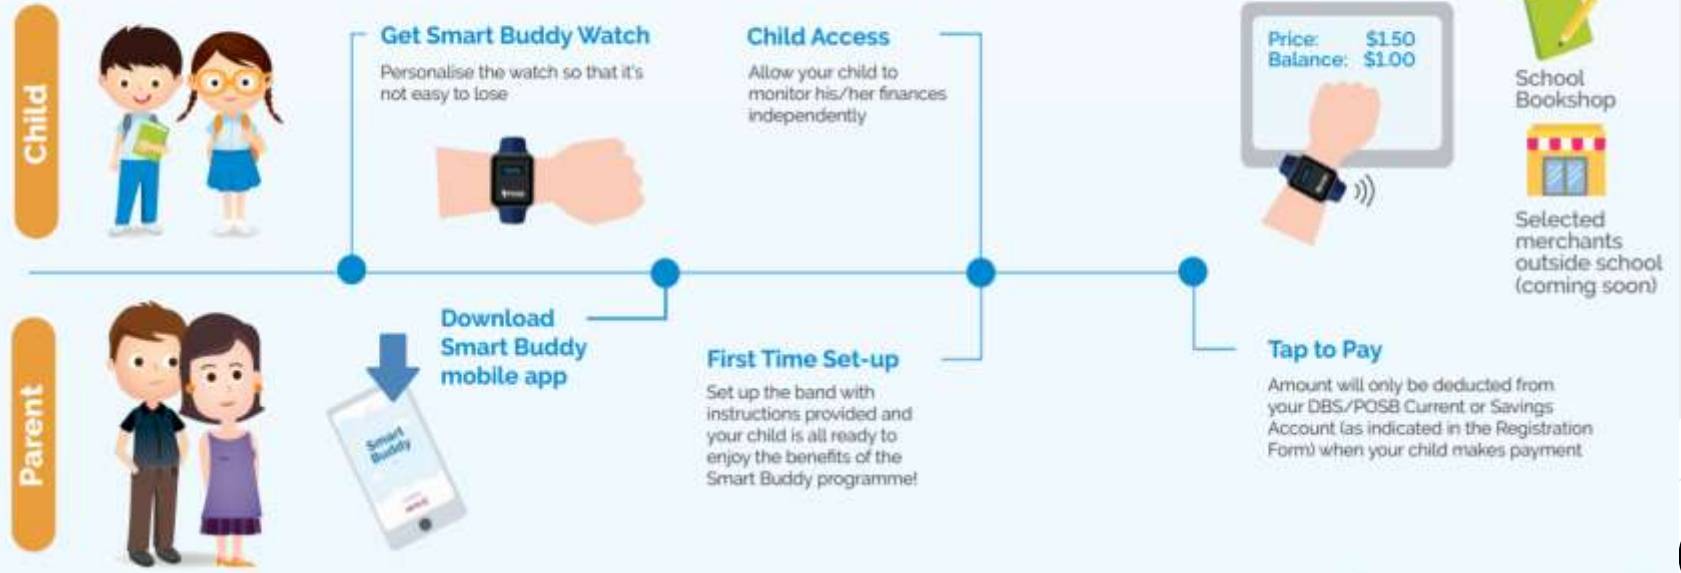 Child
Get Smart Buddy Watch
Personalise the watch so that it's
not easy to lose
Child Access
Allow your child to
monitor his/her finances
independently
Price: $1.50
Balance: $1.00
School
Bookshop
Selected
merchants
outside school
(coming soon)
Parent
Download
Smart Buddy
mobile app
Smart
Buddy
First Time Set-up
Set up the band with
instructions provided and
your child is all ready to
enjoy the benefits of the
Smart Buddy programme!
Tap to Pay
Amount will only be deducted from
your DBS/POSB Current or Savings
Account (as indicated in the Registration
Form) when your child makes payment